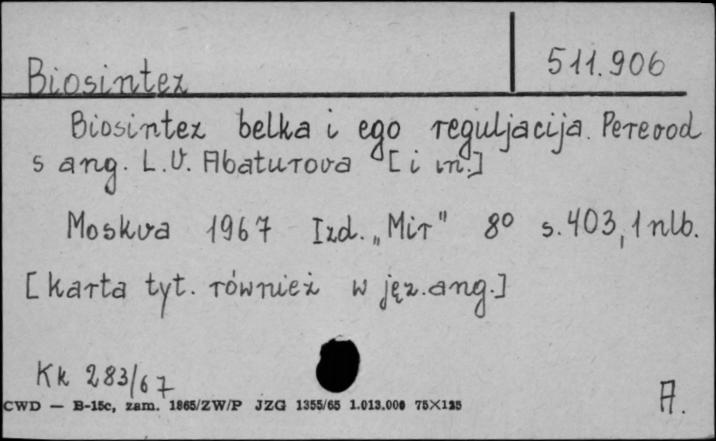 511.906
Biosintez
Biosintez belka i ego reguljacija. Perevod
s ang. L.V. Abaturova [i in.]
Moskva 1967 Izd. „Mir" 8° s. 403, 1 nlb.
[karta tyt. również w jęz. ang.]
Kk 283/67
A.
CWD — B-15c, zam. 1865/ZW/P JZG 1355/65 1.013.000 75×125